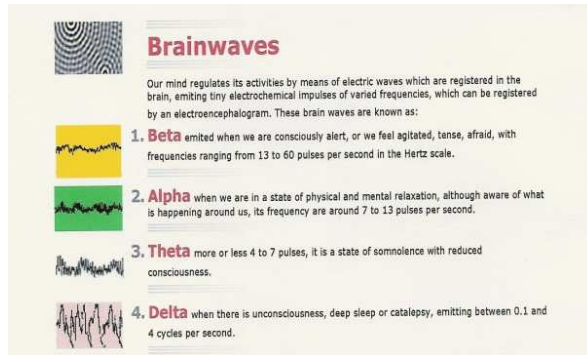 Brainwaves
Our mind regulates its activities by means of electric waves which are registered in the
brain, emiting tiny electrochemical impulses of varied frequencies, which can be registered
by an electroencephalogram. These brain waves are known as:
1. Beta emited when we are consciously alert, or we feel agitated, tense, afraid, with
frequencies ranging from 13 to 60 pulses per second in the Hertz scale.
2. Alpha when we are in a state of physical and mental relaxation, although aware of what
is happening around us, its frequency are around 7 to 13 pulses per second.
3. Theta more or less 4 to 7 pulses, it is a state of somnolence with reduced
consciousness.
4. Delta when there is unconsciousness, deep sleep or catalepsy, emitting between 0.1 and
4 cycles per second.